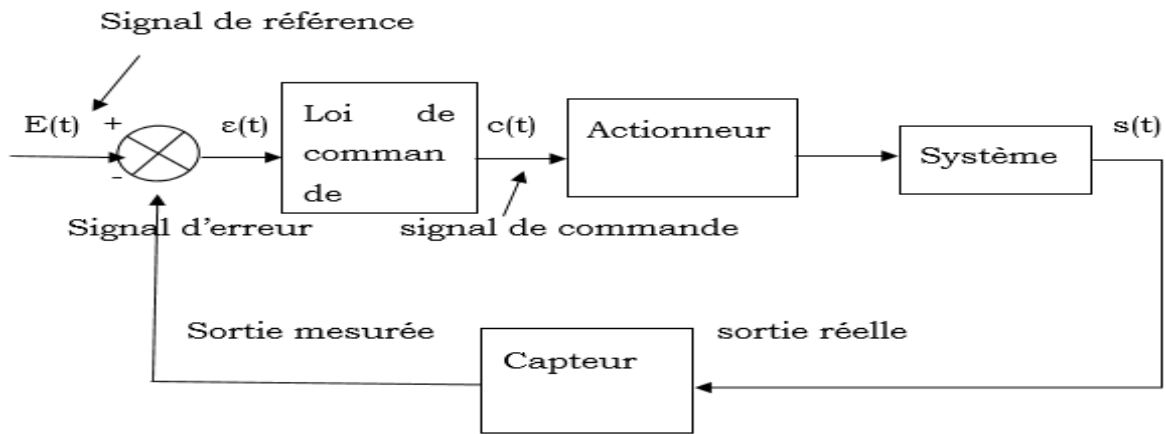 Signal de référence
E(t)
+
-
ε(t)
Loi de
comman
de
c(t)
Actionneur
Système
s(t)
Signal d'erreur
signal de commande
Sortie mesurée
Capteur
sortie réelle